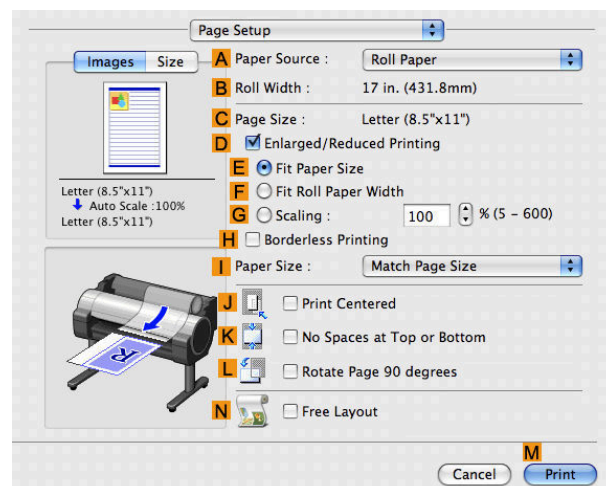 Page Setup
Images Size
A Paper Source : Roll Paper
B Roll Width : 17 in. (431.8mm)
C Page Size : Letter (8.5"x11")
D Enlarged/Reduced Printing
E Fit Paper Size
F Fit Roll Paper Width
G Scaling : 100 % (5 - 600)
Letter (8.5"x11")
Auto Scale :100%
Letter (8.5"x11")
H Borderless Printing
I Paper Size : Match Page Size
J Print Centered
K No Spaces at Top or Bottom
L Rotate Page 90 degrees
R
N Free Layout
M
Cancel Print